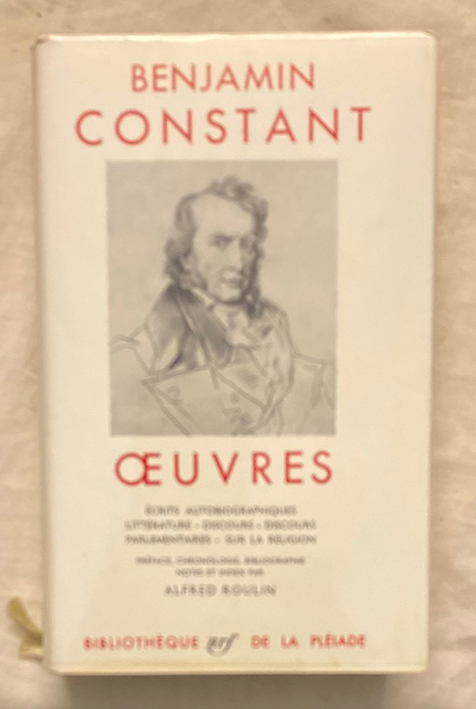 BENJAMIN
CONSTANT
ŒUVRES
ÉCRITS AUTOBIOGRAPHIQUES
LITTÉRATURE - DISCOURS - DISCOURS
PARLEMENTAIRES - SUR LA RELIGION
PRÉFACE, CHRONOLOGIE, BIBLIOGRAPHIE
NOTES ET INDEX PAR
ALFRED ROULIN
BIBLIOTHÈQUE nrf DE LA PLÉIADE